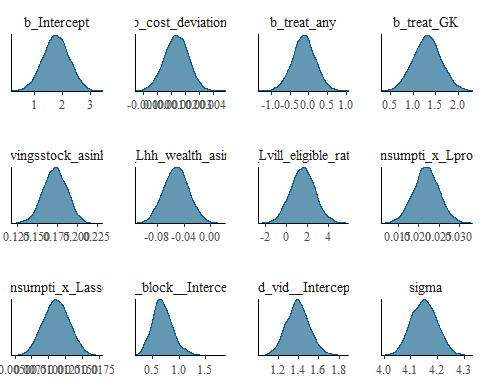 b_Intercept
b_cost_deviation
b_treat_any
b_treat_GK
1 2 3
-1.0 -0.5 0.0 0.5 1.0
0.5 1.0 1.5 2.0
vingsstock_asinh
Lhh_wealth_asin
Lvill_eligible_rat
nsumpti_x_Lpro
0.125 0.150 0.175 0.200 0.225
-0.08 -0.04 0.00
-2 0 2 4
0.015 0.020 0.025 0.030
nsumpti_x_Lasse
_block__Interce
d_vid__Intercep
sigma
0.5 1.0 1.5
1.2 1.4 1.6 1.8
4.0 4.1 4.2 4.3